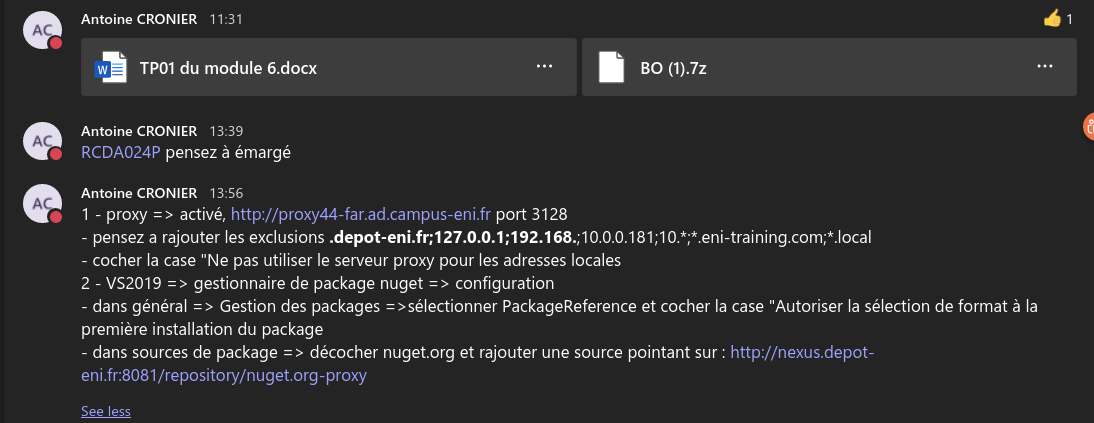 AC
Antoine CRONIER 11:31
👍 1
TP01 du module 6.docx ...
BO (1).7z ...
AC
Antoine CRONIER 13:39
RCDA024P pensez à émargé
AC
Antoine CRONIER 13:56
1 - proxy => activé, http://proxy44-far.ad.campus-eni.fr port 3128
- pensez a rajouter les exclusions .depot-eni.fr;127.0.0.1;192.168.;10.0.0.181;10.*;*.eni-training.com;*.local
- cocher la case "Ne pas utiliser le serveur proxy pour les adresses locales
2 - VS2019 => gestionnaire de package nuget => configuration
- dans général => Gestion des packages =>sélectionner PackageReference et cocher la case "Autoriser la sélection de format à la
première installation du package
- dans sources de package => décocher nuget.org et rajouter une source pointant sur : http://nexus.depot-
eni.fr:8081/repository/nuget.org-proxy
See less